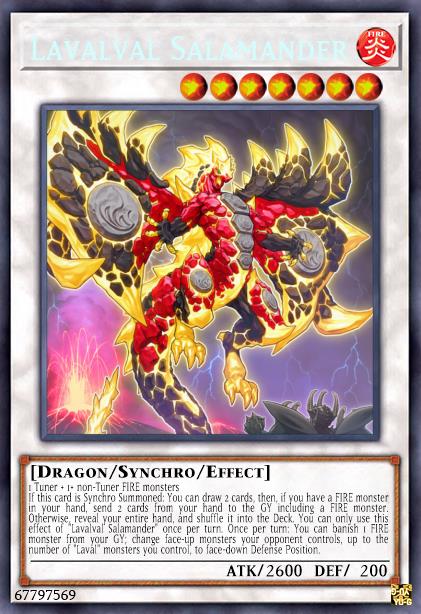 Lavalval Salamander
FIRE
炎
[Dragon/Synchro/Effect]
1 Tuner + 1+ non-Tuner FIRE monsters
If this card is Synchro Summoned: You can draw 2 cards, then, if you have a FIRE monster
in your hand, send 2 cards from your hand to the GY including a FIRE monster.
Otherwise, reveal your entire hand, and shuffle it into the Deck. You can only use this
effect of "Lavalval Salamander" once per turn. Once per turn: You can banish 1 FIRE
monster from your GY; change face-up monsters your opponent controls, up to the
number of "Laval" monsters you control, to face-down Defense Position.
ATK/2600 DEF/ 200
67797569